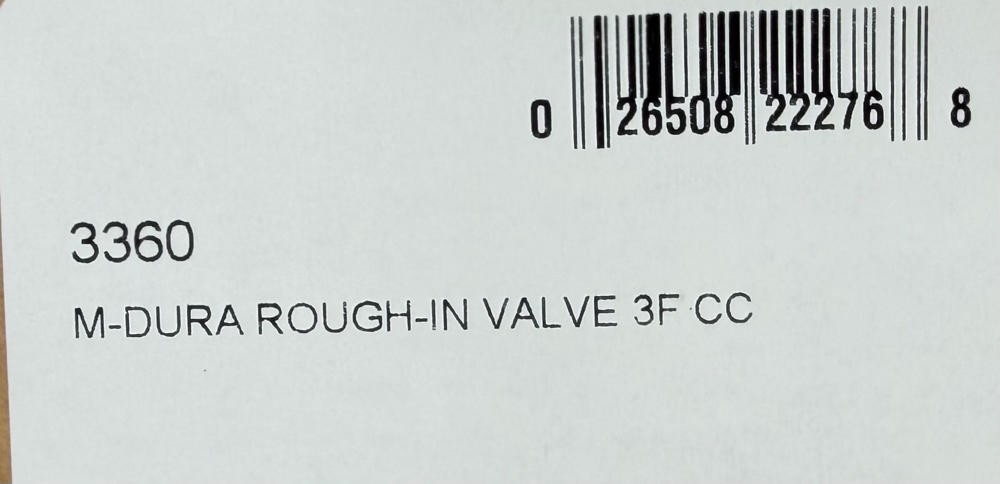 0 26508 22276 8
3360
M-DURA ROUGH-IN VALVE 3F CC